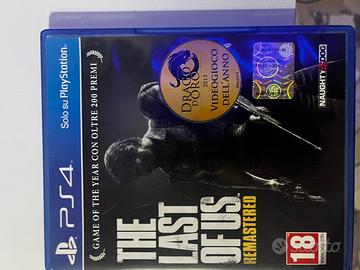 PS4
Solo su PlayStation
GAME OF THE YEAR CON OLTRE 200 PREMI
DRAGO
D'ORO
2013
VIDEOGIOCO
DELL'ANNO
NAUGHTY DOG
THE
LAST
OF US
REMASTERED
18
subito